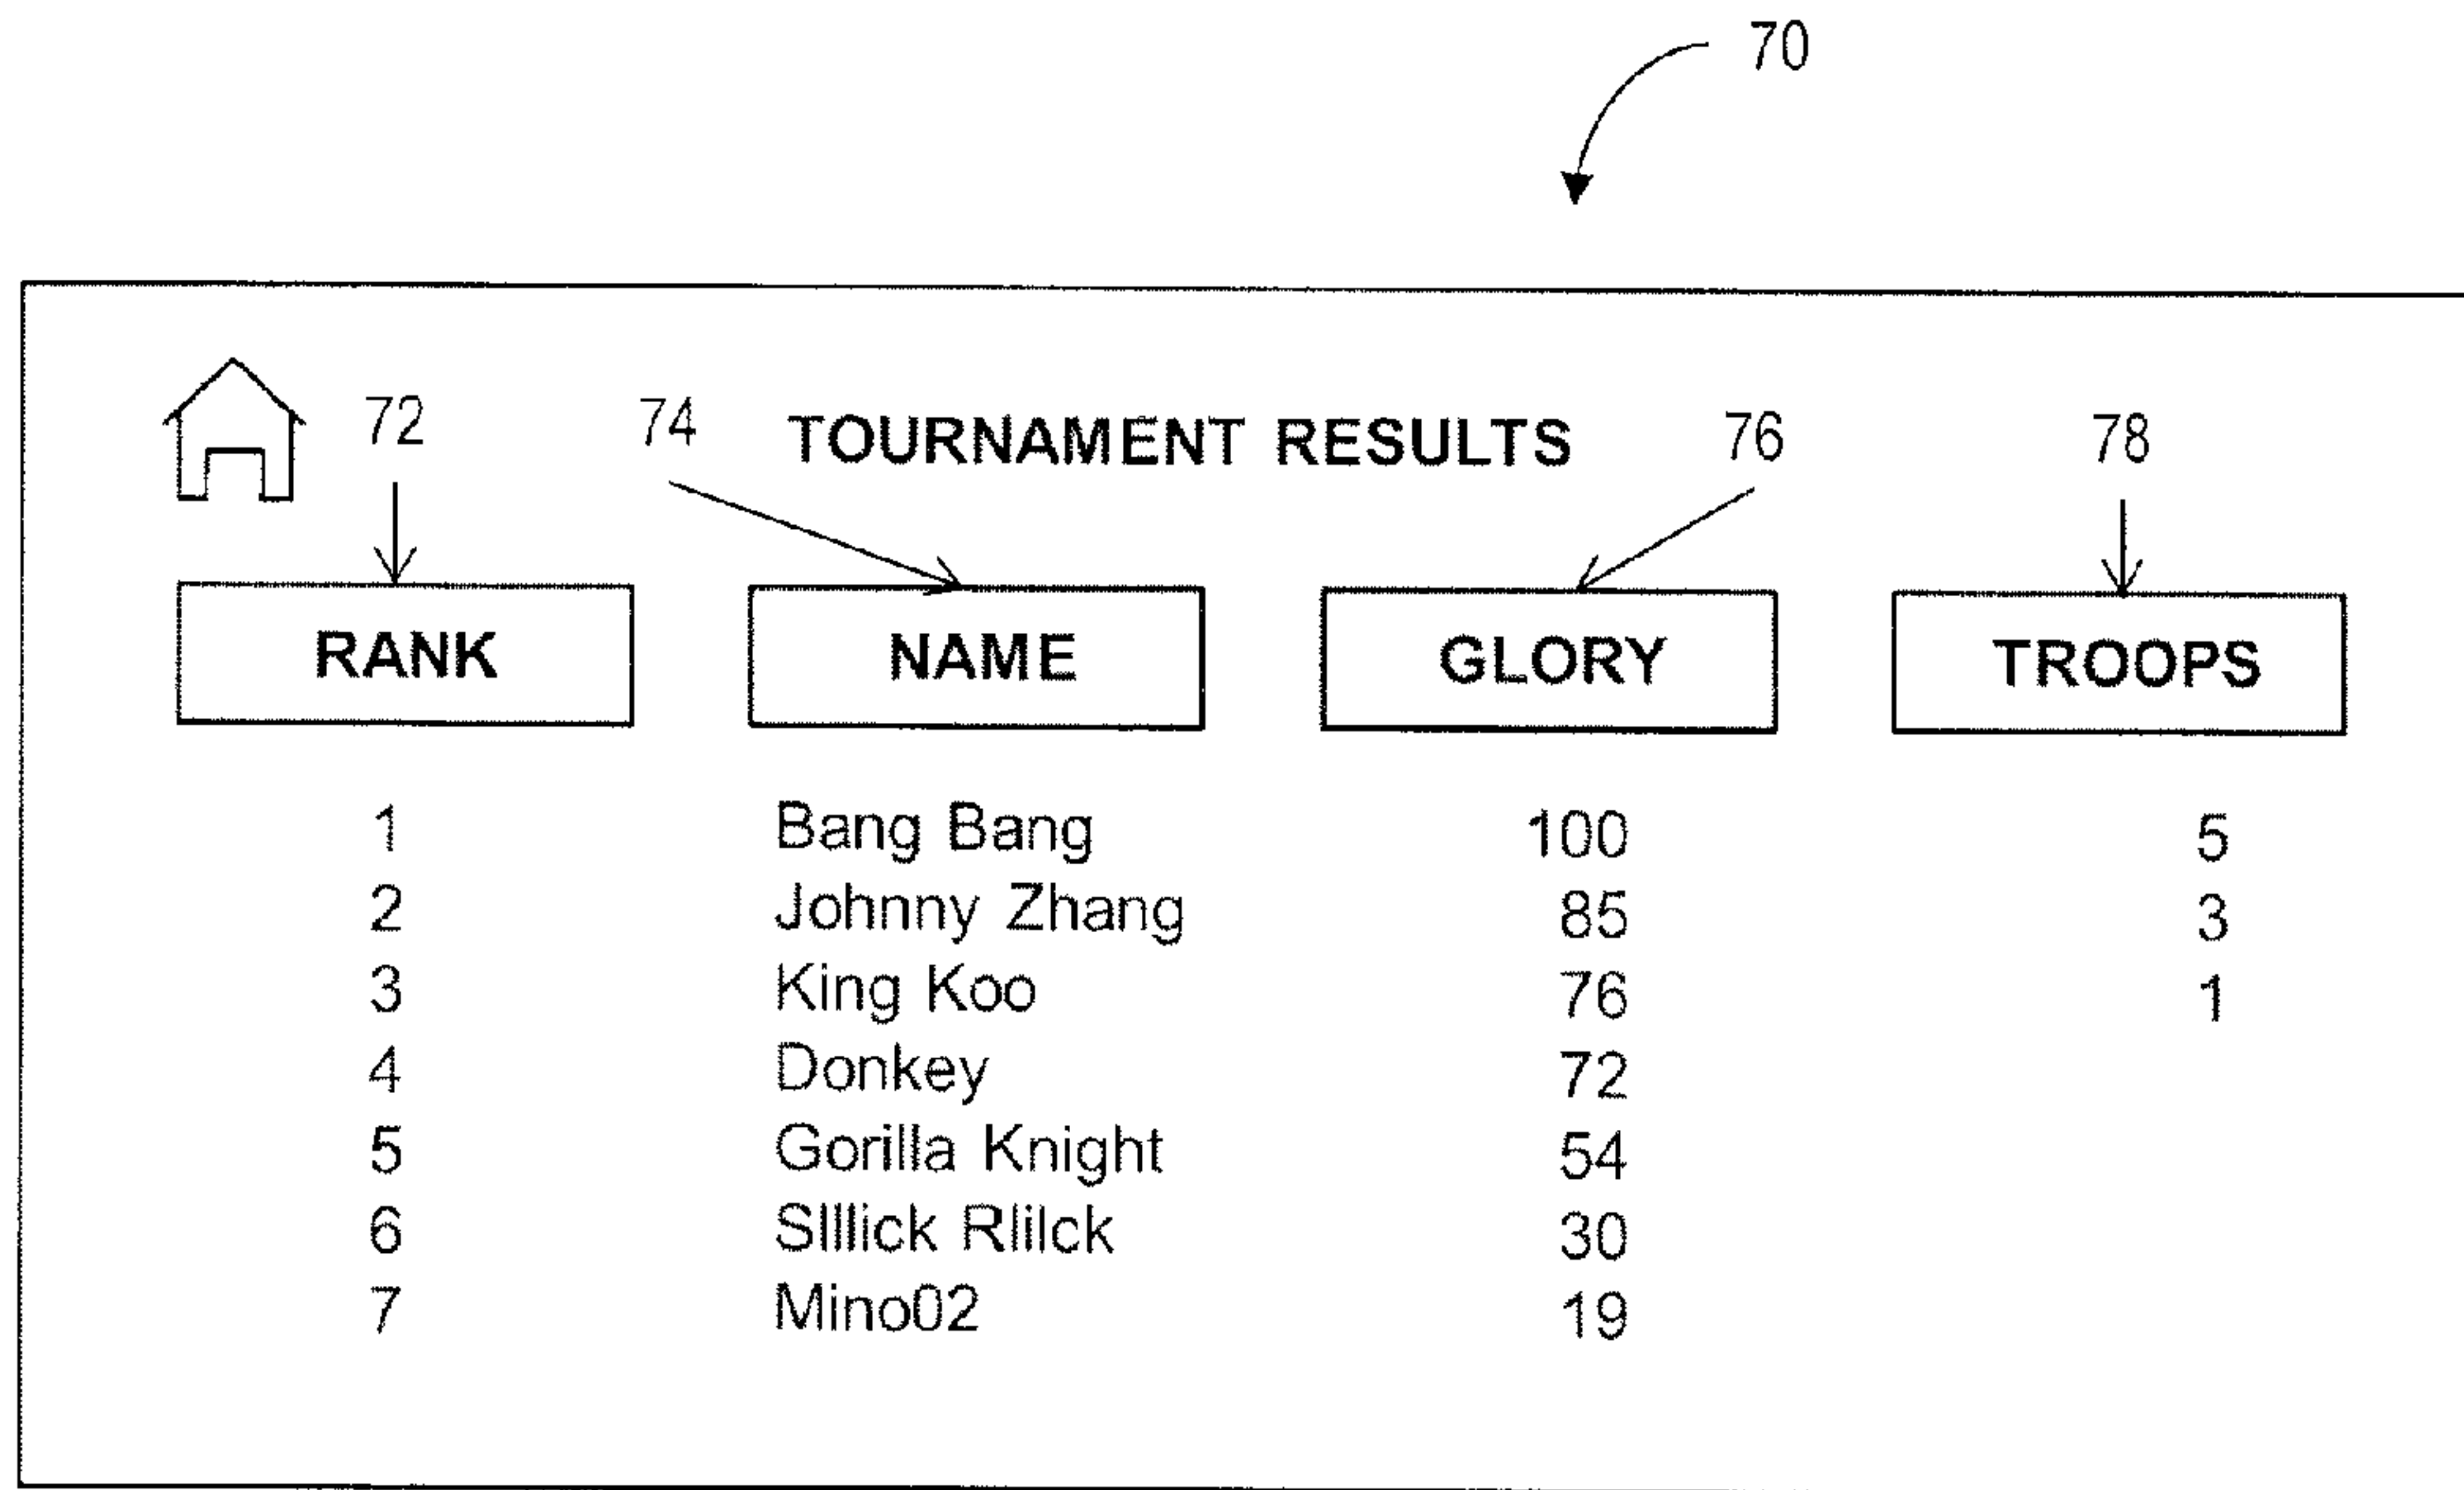 70
72 74 TOURNAMENT RESULTS 76 78
RANK NAME GLORY TROOPS
1 Bang Bang 100 5
2 Johnny Zhang 85 3
3 King Koo 76 1
4 Donkey 72
5 Gorilla Knight 54
6 Slllick Rlilck 30
7 Mino02 19